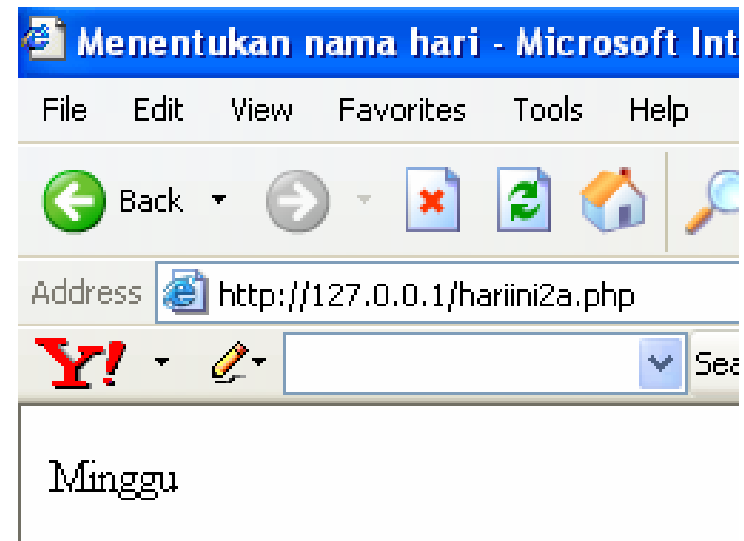 Menentukan nama hari - Microsoft Int
File Edit View Favorites Tools Help
Back
Address http://127.0.0.1/hariini2a.php
Y! Sea
Minggu